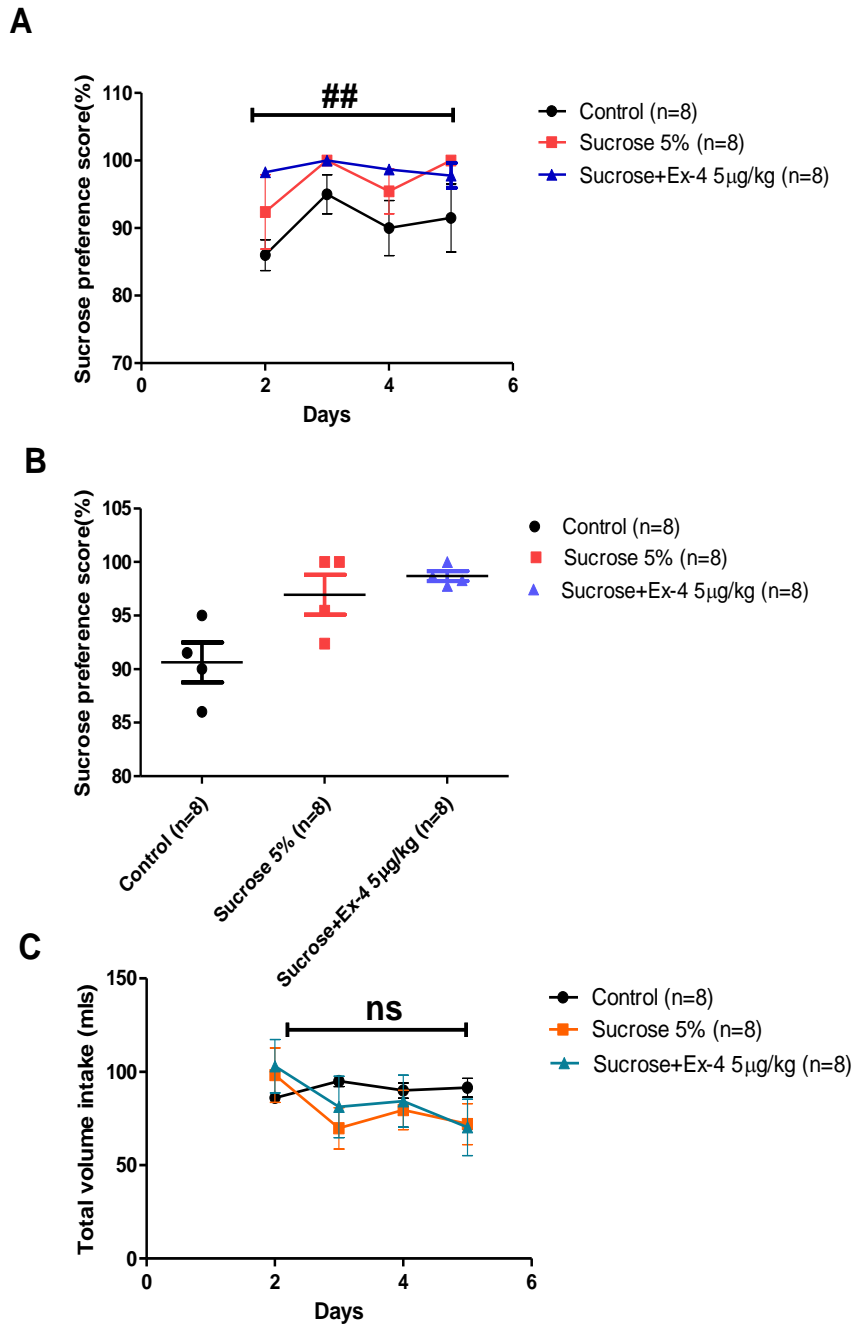 A
Sucrose preference score(%)
110
100
90
80
70
##
0
2
4
6
Days
Control (n=8)
Sucrose 5% (n=8)
Sucrose+Ex-4 5μg/kg (n=8)
B
Sucrose preference score(%)
105
100
95
90
85
80
Control (n=8)
Sucrose 5% (n=8)
Sucrose+Ex-4 5μg/kg (n=8)
Control (n=8)
Sucrose 5% (n=8)
Sucrose+Ex-4 5μg/kg (n=8)
C
Total volume intake (mls)
150
100
50
0
ns
0
2
4
6
Days
Control (n=8)
Sucrose 5% (n=8)
Sucrose+Ex-4 5μg/kg (n=8)